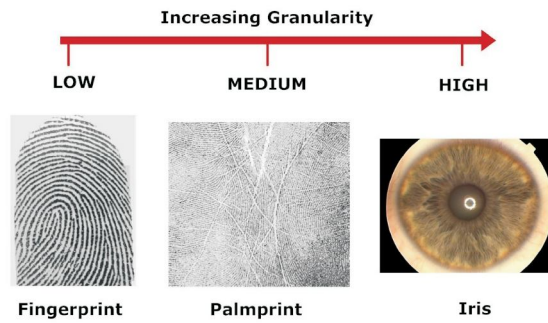 Increasing Granularity
LOW MEDIUM HIGH
Fingerprint Palmprint Iris